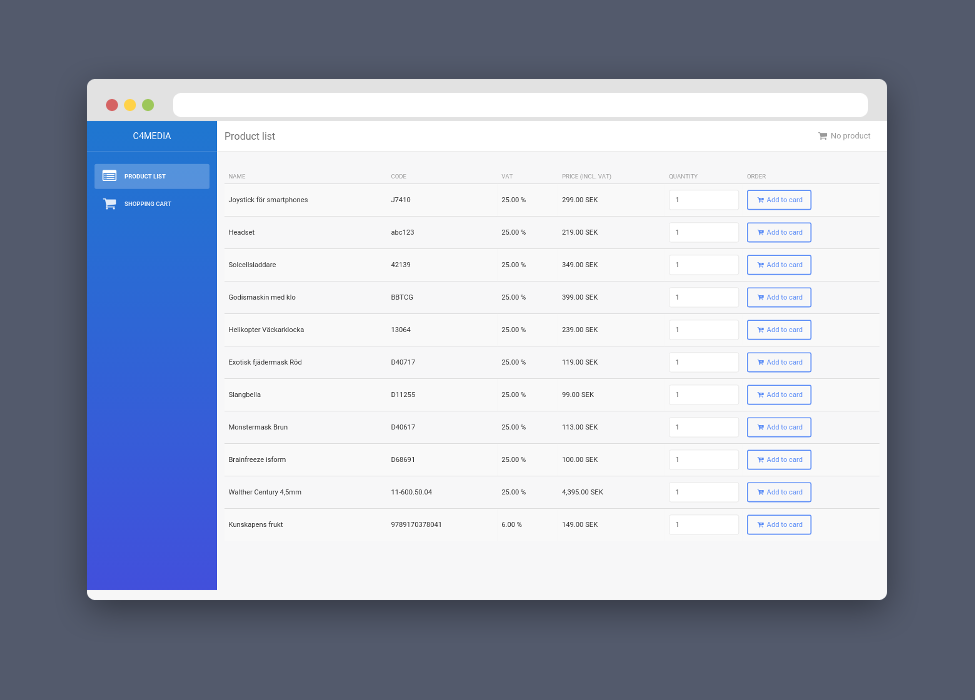 C4MEDIA
Product list
No product
PRODUCT LIST
SHOPPING CART
NAME CODE VAT PRICE (INCL. VAT) QUANTITY ORDER
Joystick för smartphones J7410 25.00 % 299.00 SEK 1 Add to card
Headset abc123 25.00 % 219.00 SEK 1 Add to card
Solcellsladdare 42139 25.00 % 349.00 SEK 1 Add to card
Godismaskin med klo BBTCG 25.00 % 399.00 SEK 1 Add to card
Helikopter Väckarklocka 13064 25.00 % 239.00 SEK 1 Add to card
Exotisk fjädermask Röd D40717 25.00 % 119.00 SEK 1 Add to card
Slangbella D11255 25.00 % 99.00 SEK 1 Add to card
Monstermask Brun D40617 25.00 % 113.00 SEK 1 Add to card
Brainfreeze isform D68691 25.00 % 100.00 SEK 1 Add to card
Walther Century 4,5mm 11-600.50.04 25.00 % 4,395.00 SEK 1 Add to card
Kunskapens frukt 9789170378041 6.00 % 149.00 SEK 1 Add to card